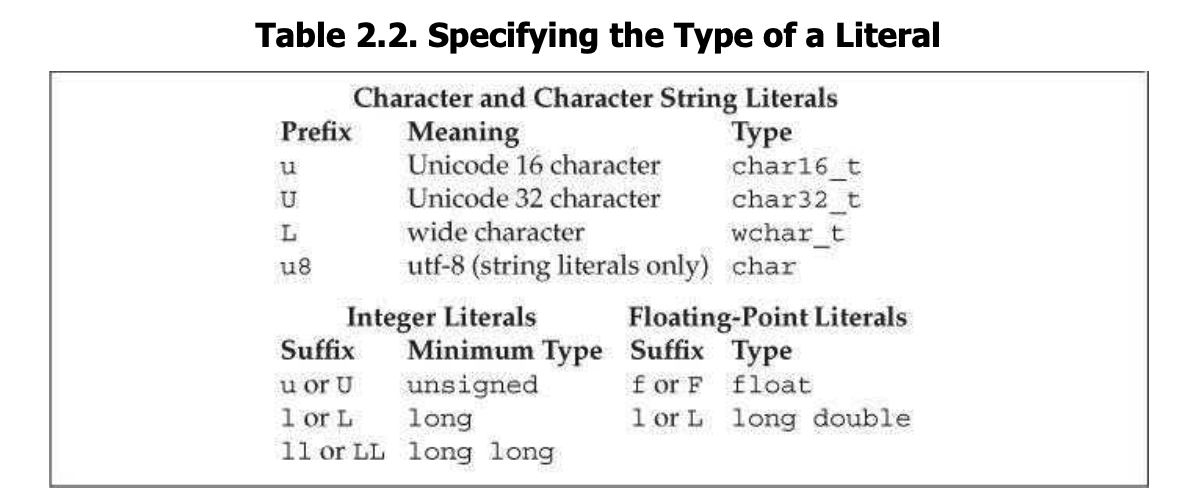 Table 2.2. Specifying the Type of a Literal
Character and Character String Literals
Prefix Meaning Type
u Unicode 16 character char16_t
U Unicode 32 character char32_t
L wide character wchar_t
u8 utf-8 (string literals only) char
Integer Literals Floating-Point Literals
Suffix Minimum Type Suffix Type
u or U unsigned f or F float
l or L long l or L long double
ll or LL long long